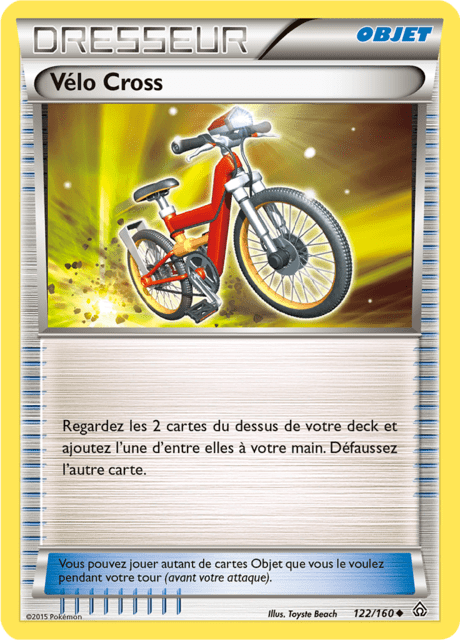 DRESSEUR OBJET
Vélo Cross
Regardez les 2 cartes du dessus de votre deck et
ajoutez l'une d'entre elles à votre main. Défaussez
l'autre carte.
Vous pouvez jouer autant de cartes Objet que vous le voulez
pendant votre tour (avant votre attaque).
©2015 Pokémon Illus. Toyste Beach 122/160